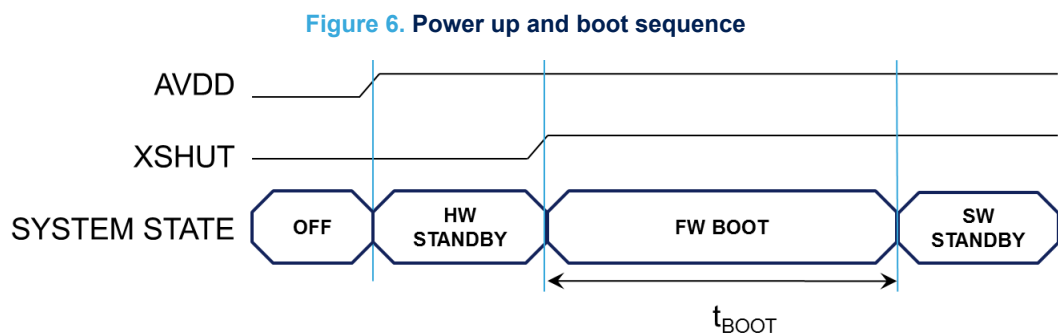 Figure 6. Power up and boot sequence
AVDD
XSHUT
SYSTEM STATE
OFF
HW
STANDBY
FW BOOT
SW
STANDBY
tBOOT